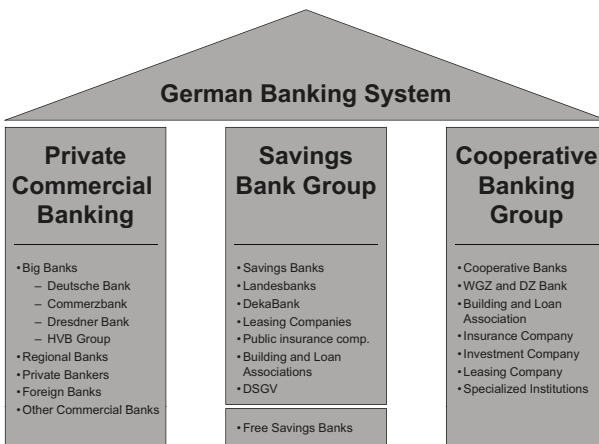 German Banking System
Private
Commercial
Banking
•Big Banks
– Deutsche Bank
– Commerzbank
– Dresdner Bank
– HVB Group
•Regional Banks
•Private Bankers
•Foreign Banks
•Other Commercial Banks
Savings
Bank Group
•Savings Banks
•Landesbanks
•DekaBank
•Leasing Companies
•Public insurance comp.
•Building and Loan
Associations
•DSGV
•Free Savings Banks
Cooperative
Banking
Group
•Cooperative Banks
•WGZ and DZ Bank
•Building and Loan
Association
•Insurance Company
•Investment Company
•Leasing Company
•Specialized Institutions